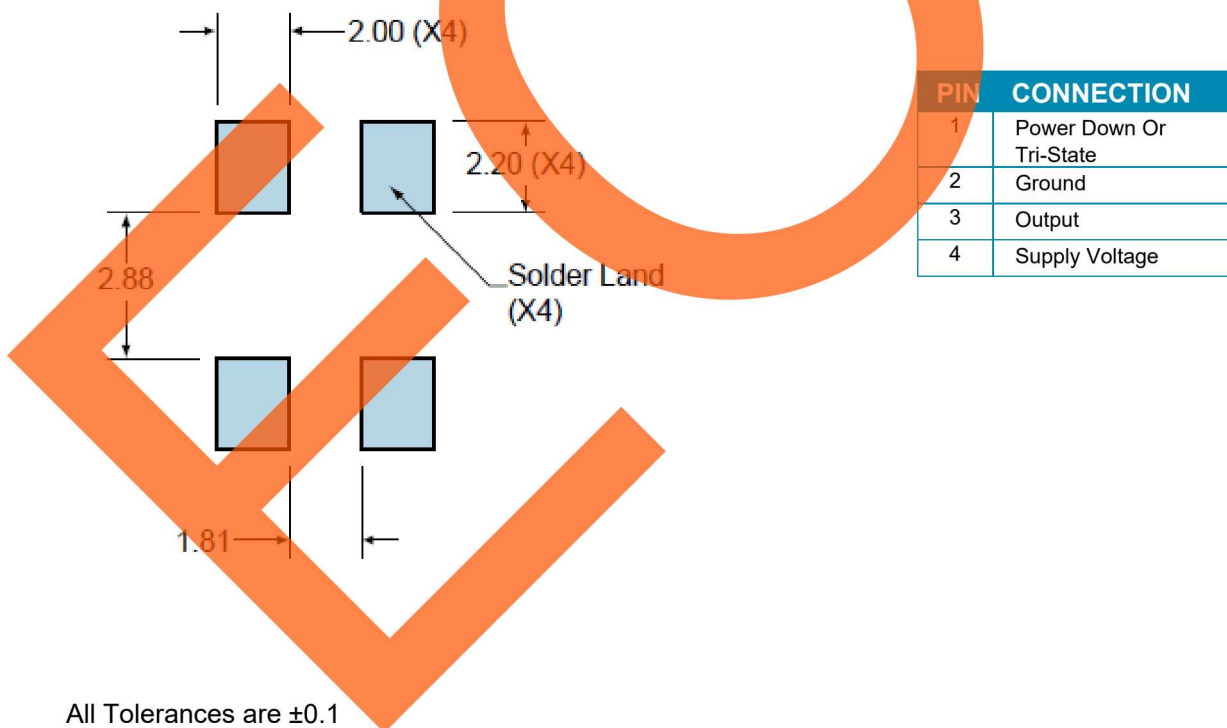 2.00 (X4)
2.20 (X4)
2.88
Solder Land
(X4)
1.81
All Tolerances are ±0.1
PIN CONNECTION
1 Power Down Or
Tri-State
2 Ground
3 Output
4 Supply Voltage